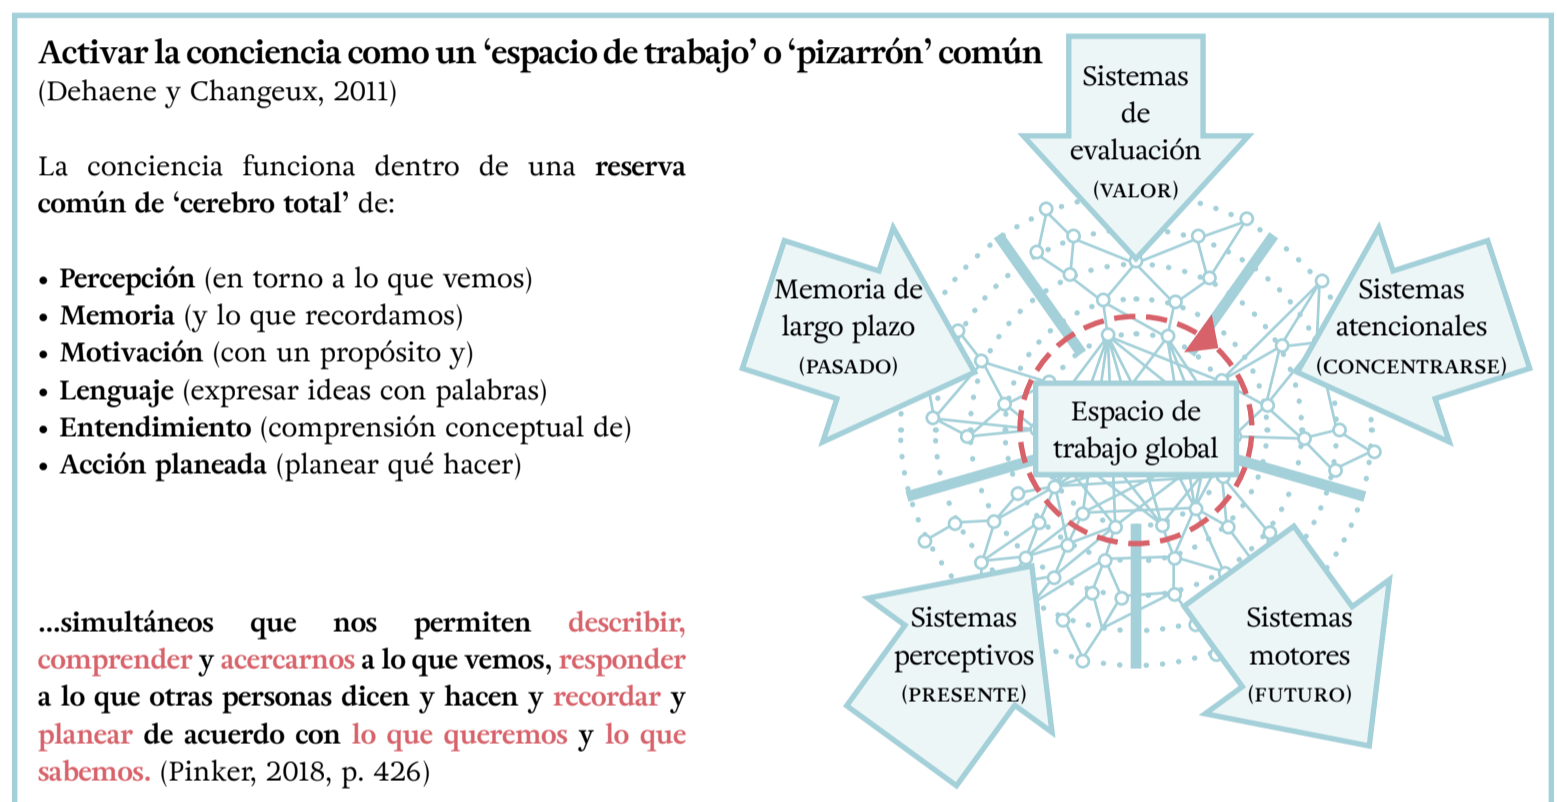 Activar la conciencia como un ‘espacio de trabajo’ o ‘pizarrón’ común
(Dehaene y Changeux, 2011)
La conciencia funciona dentro de una reserva
común de ‘cerebro total’ de:
• Percepción (en torno a lo que vemos)
• Memoria (y lo que recordamos)
• Motivación (con un propósito y)
• Lenguaje (expresar ideas con palabras)
• Entendimiento (comprensión conceptual de)
• Acción planeada (planear qué hacer)
...simultáneos que nos permiten describir,
comprender y acercarnos a lo que vemos, responder
a lo que otras personas dicen y hacen y recordar y
planear de acuerdo con lo que queremos y lo que
sabemos. (Pinker, 2018, p. 426)
Sistemas
de
evaluación
(VALOR)
Memoria de
largo plazo
(PASADO)
Sistemas
atencionales
(CONCENTRARSE)
Espacio de
trabajo global
Sistemas
perceptivos
(PRESENTE)
Sistemas
motores
(FUTURO)